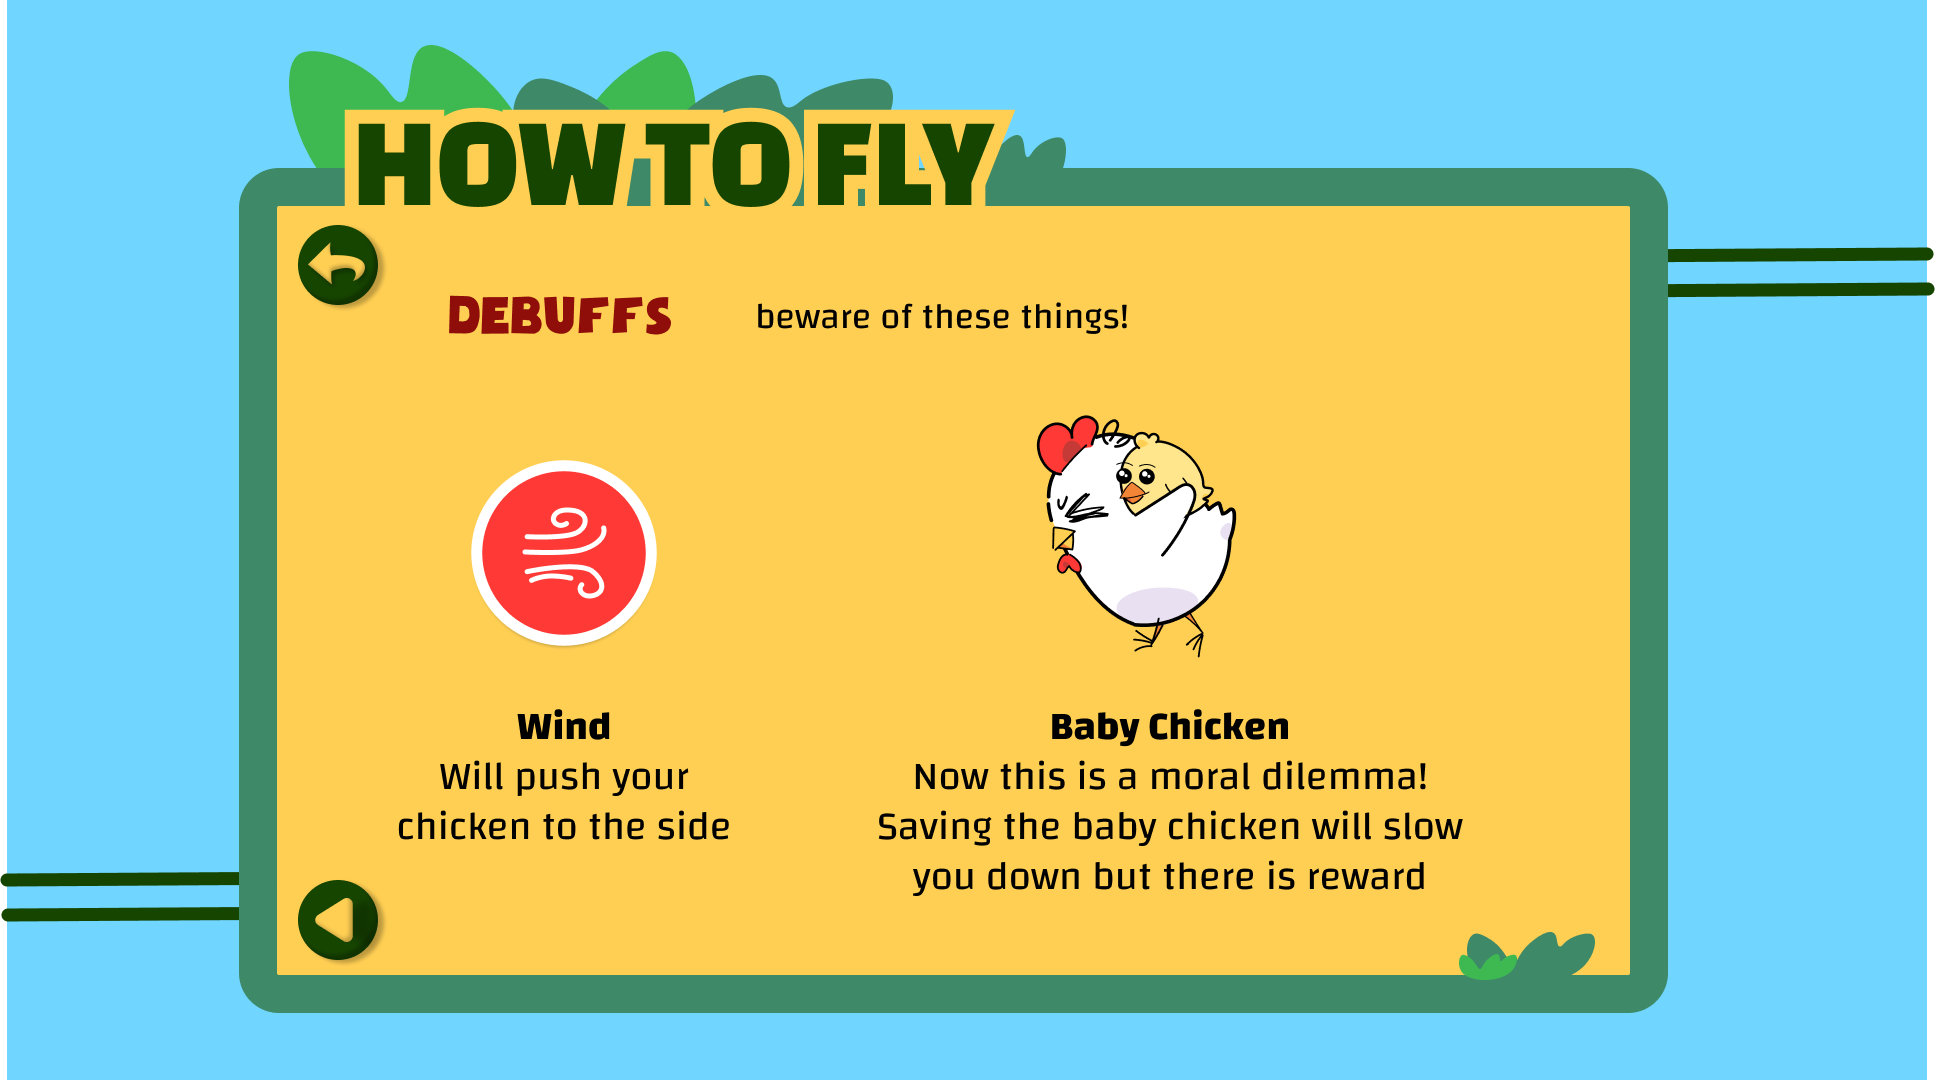 HOW TO FLY
DEBUFFS beware of these things!
Wind
Will push your
chicken to the side
Baby Chicken
Now this is a moral dilemma!
Saving the baby chicken will slow
you down but there is reward